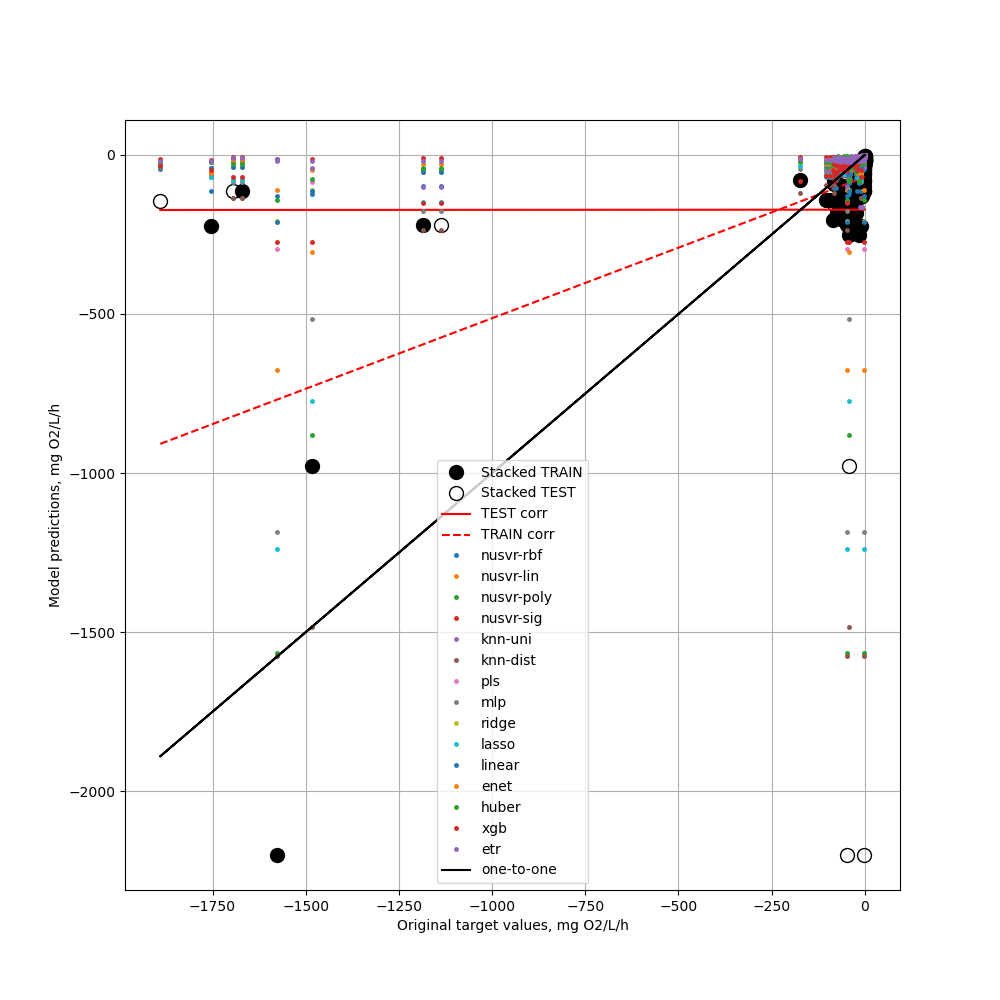 0
−500
−1000
−1500
−2000
Model predictions, mg O2/L/h
Stacked TRAIN
Stacked TEST
TEST corr
TRAIN corr
nusvr-rbf
nusvr-lin
nusvr-poly
nusvr-sig
knn-uni
knn-dist
pls
mlp
ridge
lasso
linear
enet
huber
xgb
etr
one-to-one
−1750 −1500 −1250 −1000 −750 −500 −250 0
Original target values, mg O2/L/h